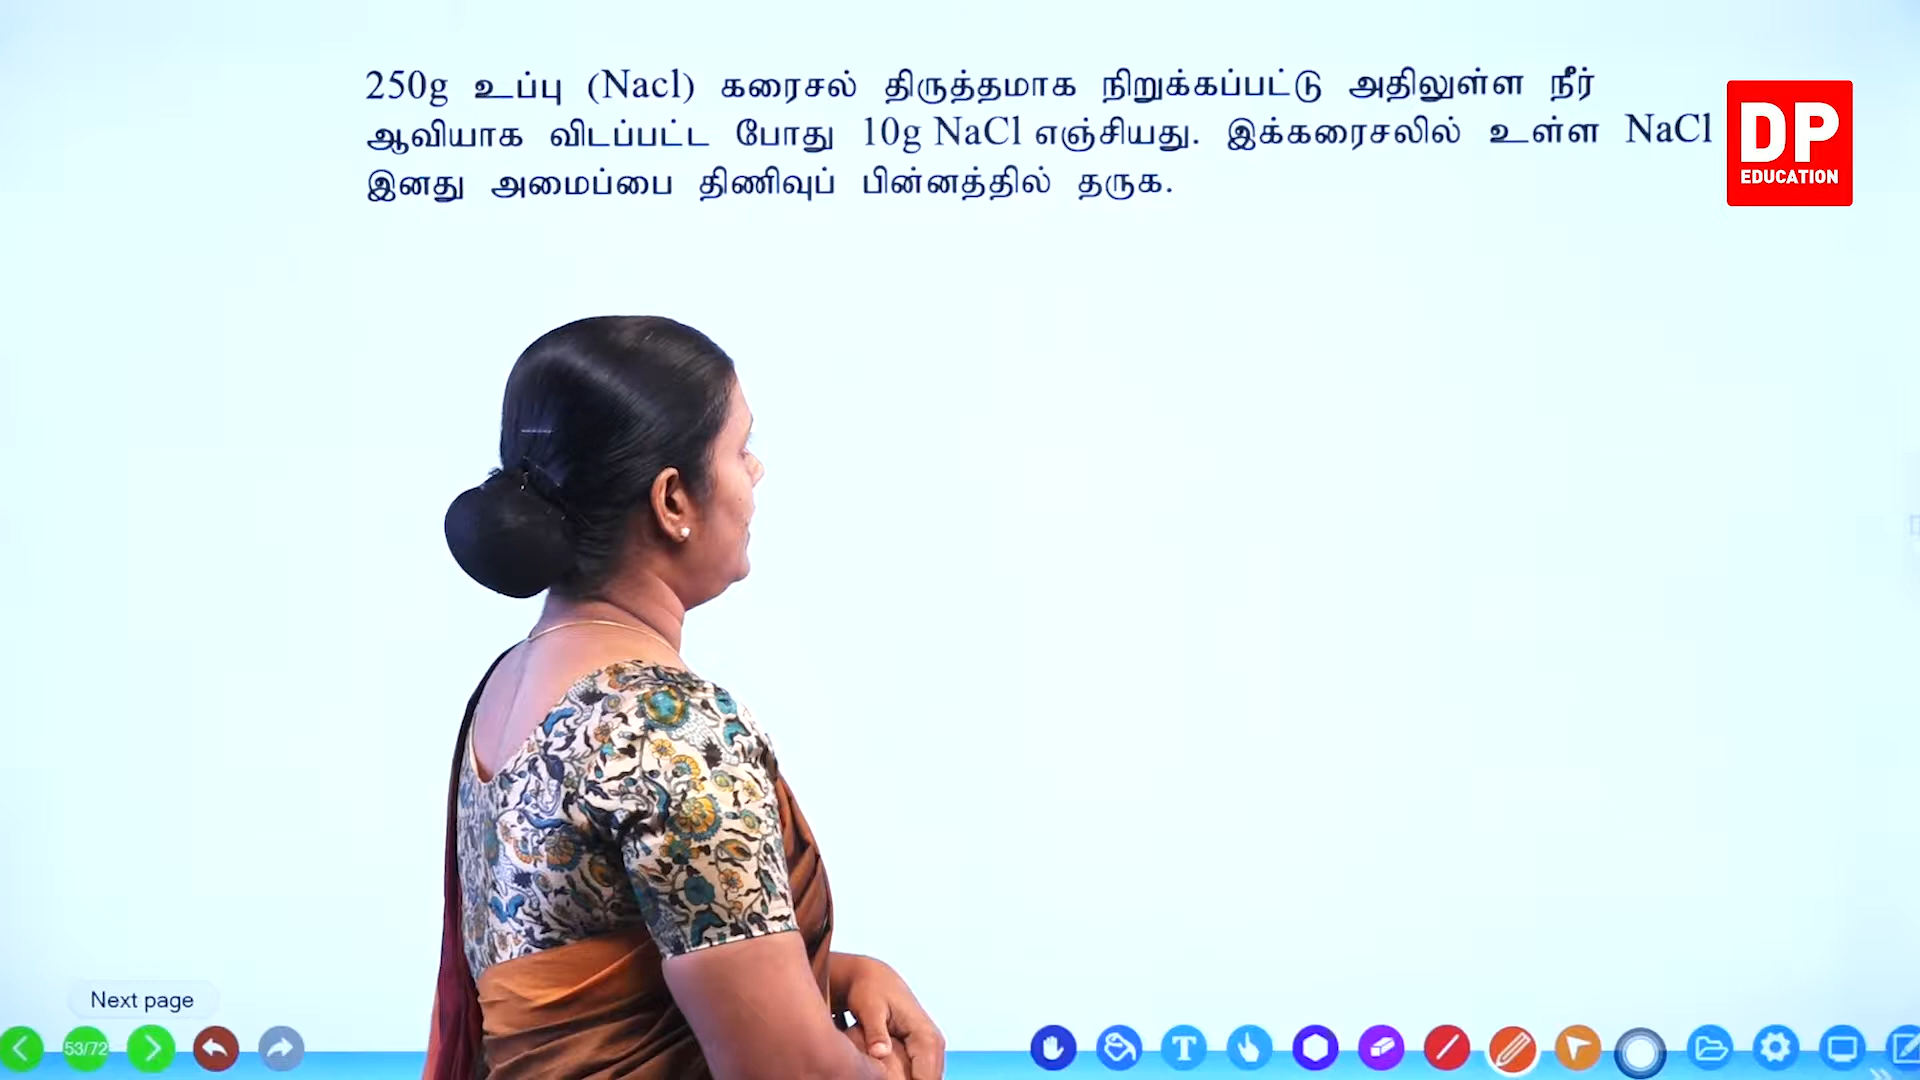 250g உப்பு (Nacl) கரைசல் திருத்தமாக நிறுக்கப்பட்டு அதிலுள்ள நீர்
ஆவியாக விடப்பட்ட போது 10g NaCl எஞ்சியது. இக்கரைசலில் உள்ள NaCl
இனது அமைப்பை திணிவுப் பின்னத்தில் தருக.
DP
EDUCATION
Next page
53/72
T